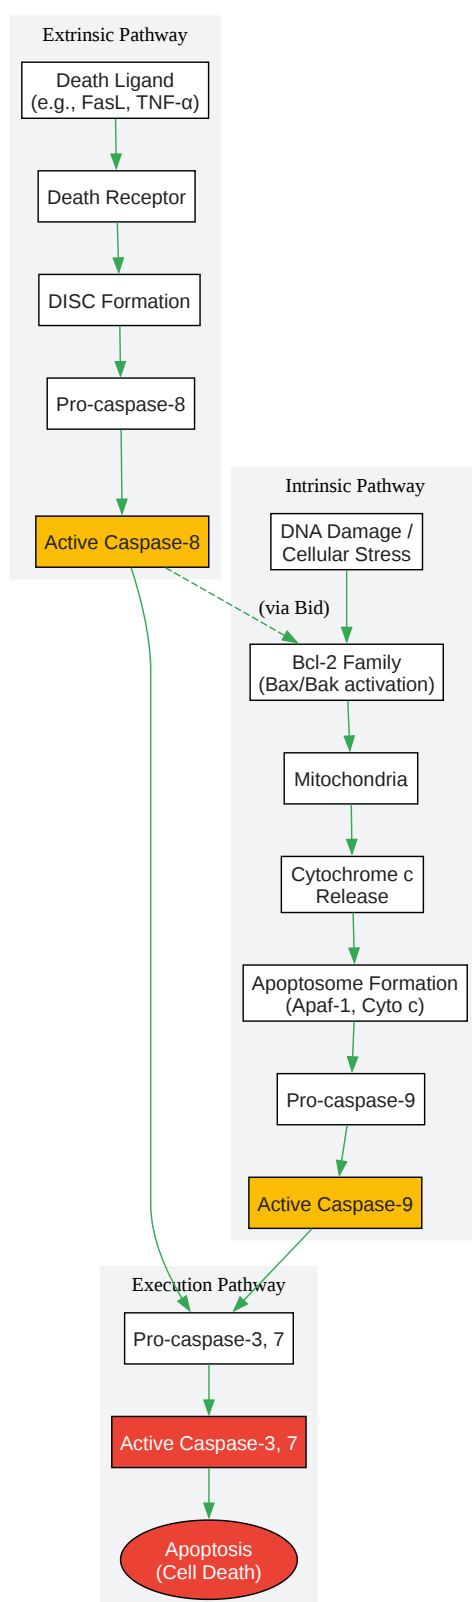 Extrinsic Pathway
Death Ligand
(e.g., FasL, TNF-α)
Death Receptor
DISC Formation
Pro-caspase-8
Active Caspase-8
Intrinsic Pathway
DNA Damage /
Cellular Stress
(via Bid)
Bcl-2 Family
(Bax/Bak activation)
Mitochondria
Cytochrome c
Release
Apoptosome Formation
(Apaf-1, Cyto c)
Pro-caspase-9
Active Caspase-9
Execution Pathway
Pro-caspase-3, 7
Active Caspase-3, 7
Apoptosis
(Cell Death)